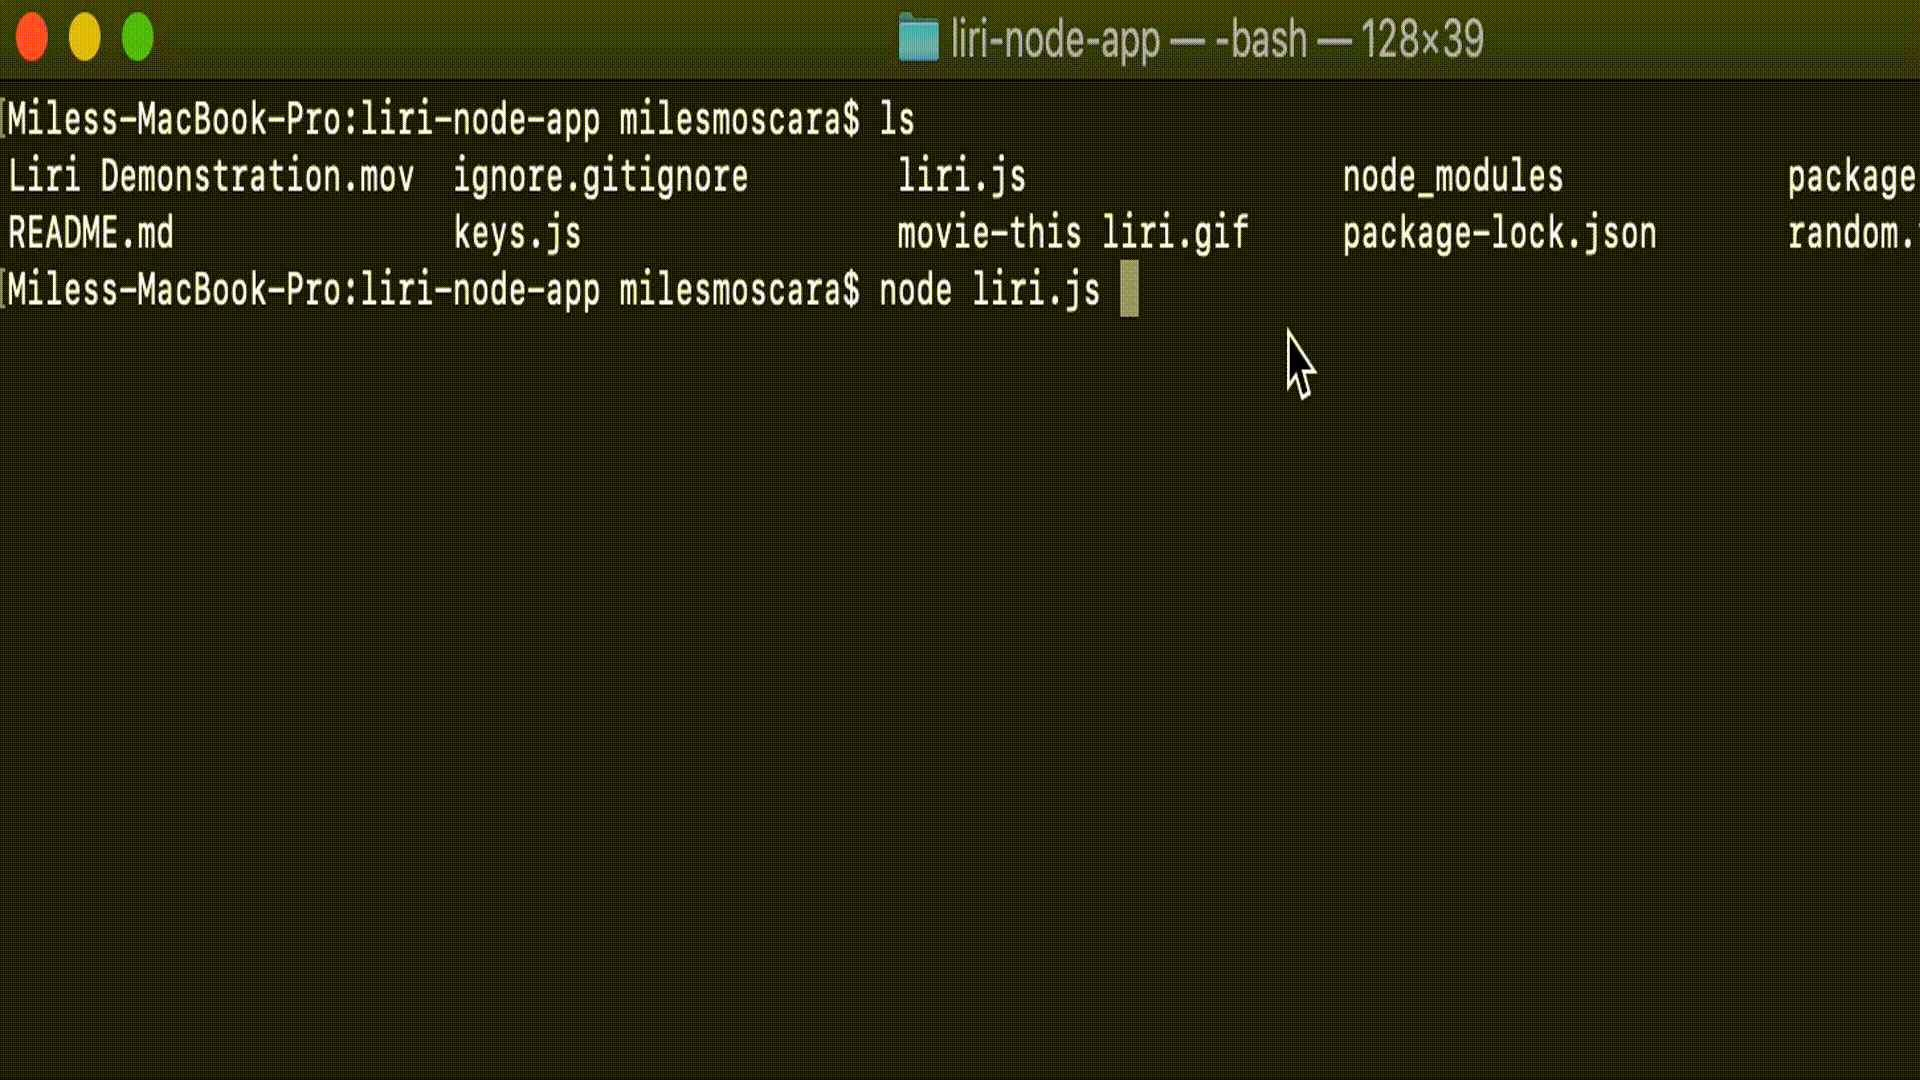 liri-node-app — -bash — 128×39
[Miless-MacBook-Pro:liri-node-app milesmoscara$ ls
Liri Demonstration.mov ignore.gitignore liri.js node_modules package
README.md keys.js movie-this liri.gif package-lock.json random.
[Miless-MacBook-Pro:liri-node-app milesmoscara$ node liri.js